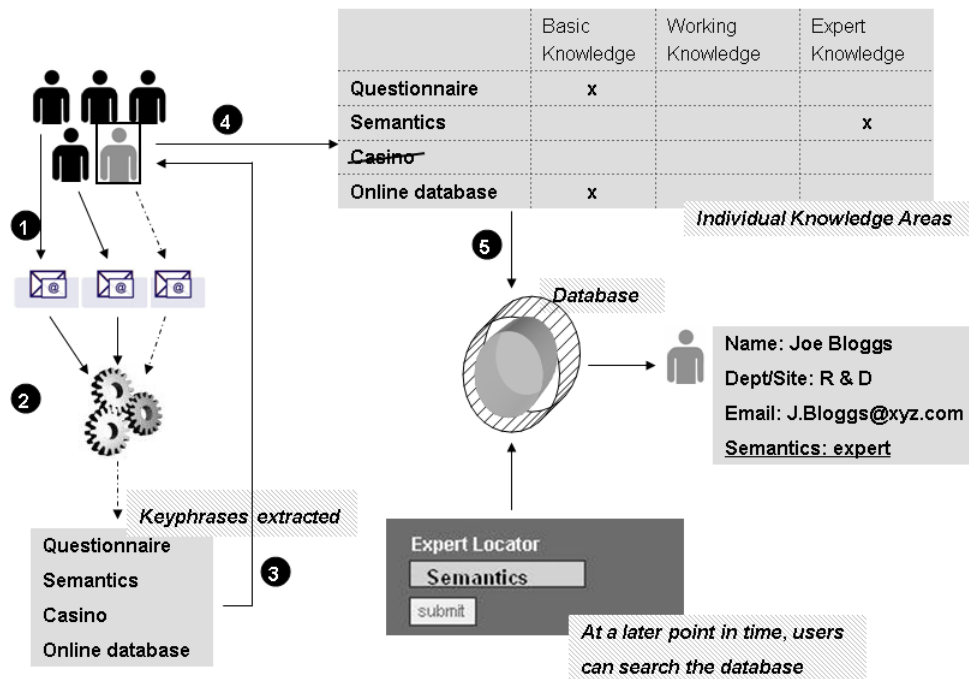 Basic Knowledge
Working Knowledge
Expert Knowledge
Questionnaire x
Semantics x
Casino
Online database x
Individual Knowledge Areas
4
1
@ @ @
2
5
Database
Name: Joe Bloggs
Dept/Site: R & D
Email: J.Bloggs@xyz.com
Semantics: expert
Keyphrases extracted
Questionnaire
Semantics
Casino
Online database
3
Expert Locator
Semantics
submit
At a later point in time, users
can search the database